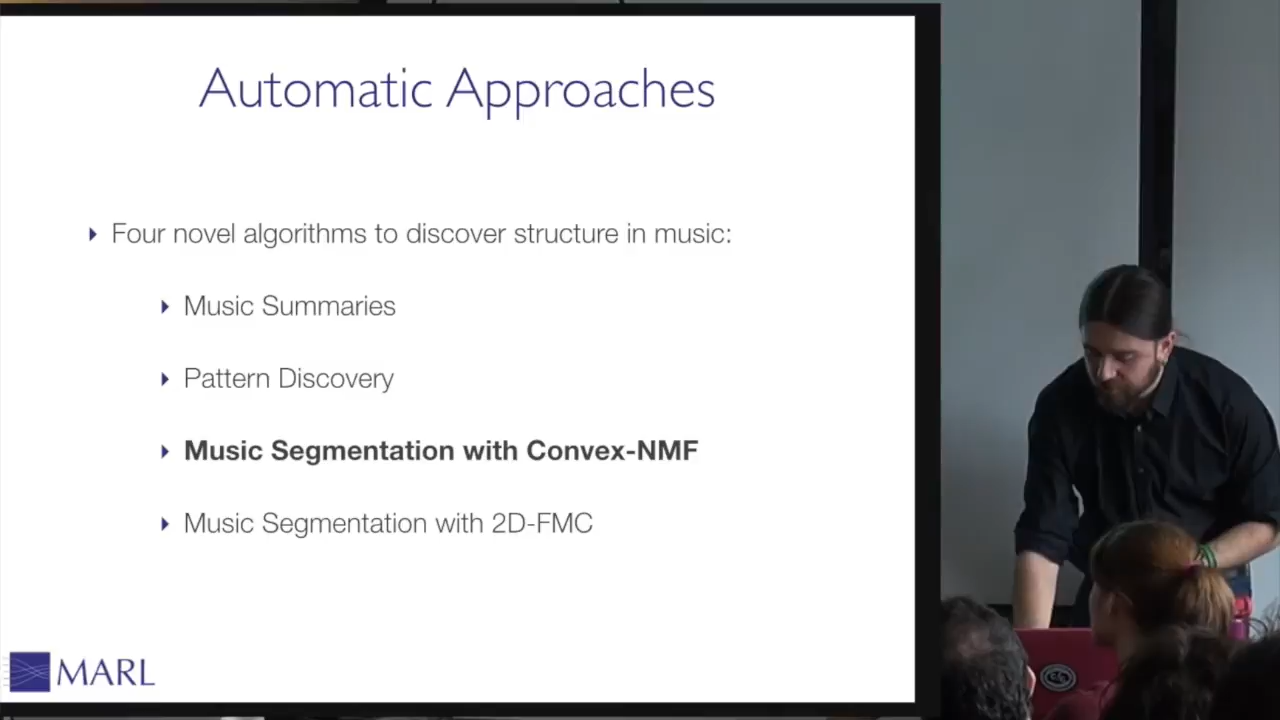 Automatic Approaches
Four novel algorithms to discover structure in music:
Music Summaries
Pattern Discovery
Music Segmentation with Convex-NMF
Music Segmentation with 2D-FMC
MARL